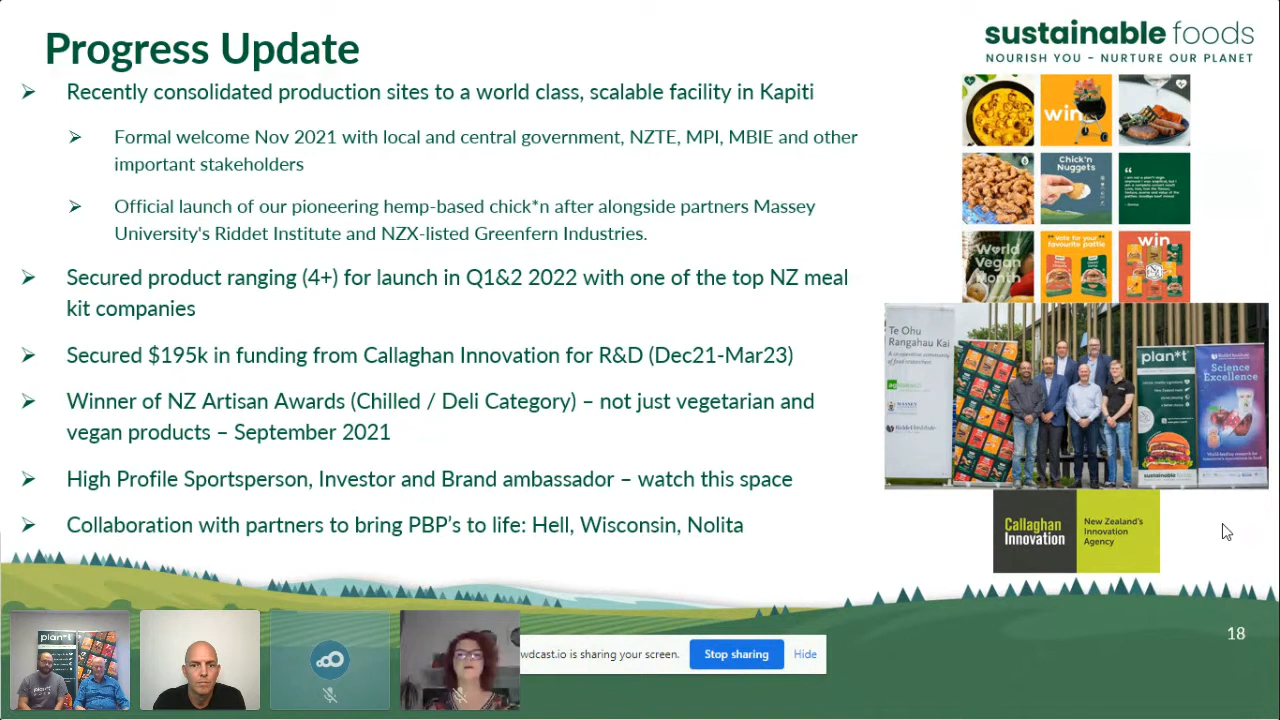 Progress Update
sustainable foods
NOURISH YOU – NURTURE OUR PLANET
Recently consolidated production sites to a world class, scalable facility in Kapiti
Formal welcome Nov 2021 with local and central government, NZTE, MPI, MBIE and other
important stakeholders
Official launch of our pioneering hemp-based chick*n after alongside partners Massey
University's Riddet Institute and NZX-listed Greenfern Industries.
Secured product ranging (4+) for launch in Q1&2 2022 with one of the top NZ meal
kit companies
Secured $195k in funding from Callaghan Innovation for R&D (Dec21-Mar23)
Winner of NZ Artisan Awards (Chilled / Deli Category) – not just vegetarian and
vegan products – September 2021
High Profile Sportsperson, Investor and Brand ambassador – watch this space
Collaboration with partners to bring PBP's to life: Hell, Wisconsin, Nolita
win
Chick'n
Nuggets
World
Vegan
Month
Vote for your
favourite pattie
win
Te Ohu
Rangahau Kai
plan*t
sustainable foods
Riddet Institute
Science
Excellence
Callaghan
Innovation
New Zealand's
Innovation
Agency
18
plan*t
wdcast.io is sharing your screen.
Stop sharing
Hide